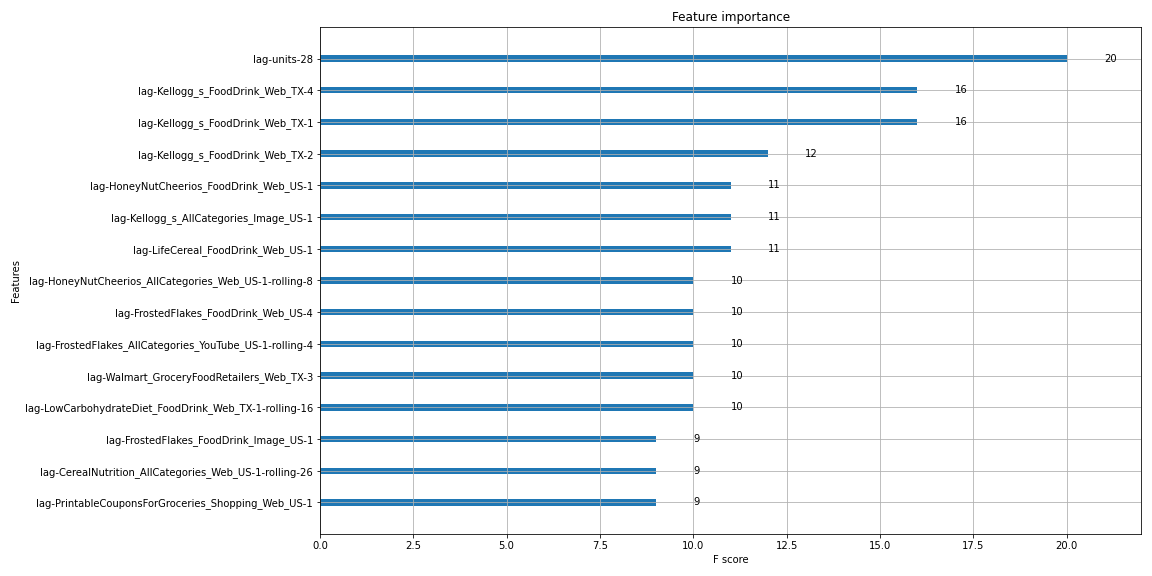 Feature importance
lag-units-28
20
lag-Kellogg_s_FoodDrink_Web_TX-4
16
lag-Kellogg_s_FoodDrink_Web_TX-1
16
lag-Kellogg_s_FoodDrink_Web_TX-2
12
lag-HoneyNutCheerios_FoodDrink_Web_US-1
11
lag-Kellogg_s_AllCategories_Image_US-1
11
lag-LifeCereal_FoodDrink_Web_US-1
11
lag-HoneyNutCheerios_AllCategories_Web_US-1-rolling-8
10
lag-FrostedFlakes_FoodDrink_Web_US-4
10
lag-FrostedFlakes_AllCategories_YouTube_US-1-rolling-4
10
lag-Walmart_GroceryFoodRetailers_Web_TX-3
10
lag-LowCarbohydrateDiet_FoodDrink_Web_TX-1-rolling-16
10
lag-FrostedFlakes_FoodDrink_Image_US-1
9
lag-CerealNutrition_AllCategories_Web_US-1-rolling-26
9
lag-PrintableCouponsForGroceries_Shopping_Web_US-1
9
Features
0.0 2.5 5.0 7.5 10.0 12.5 15.0 17.5 20.0
F score